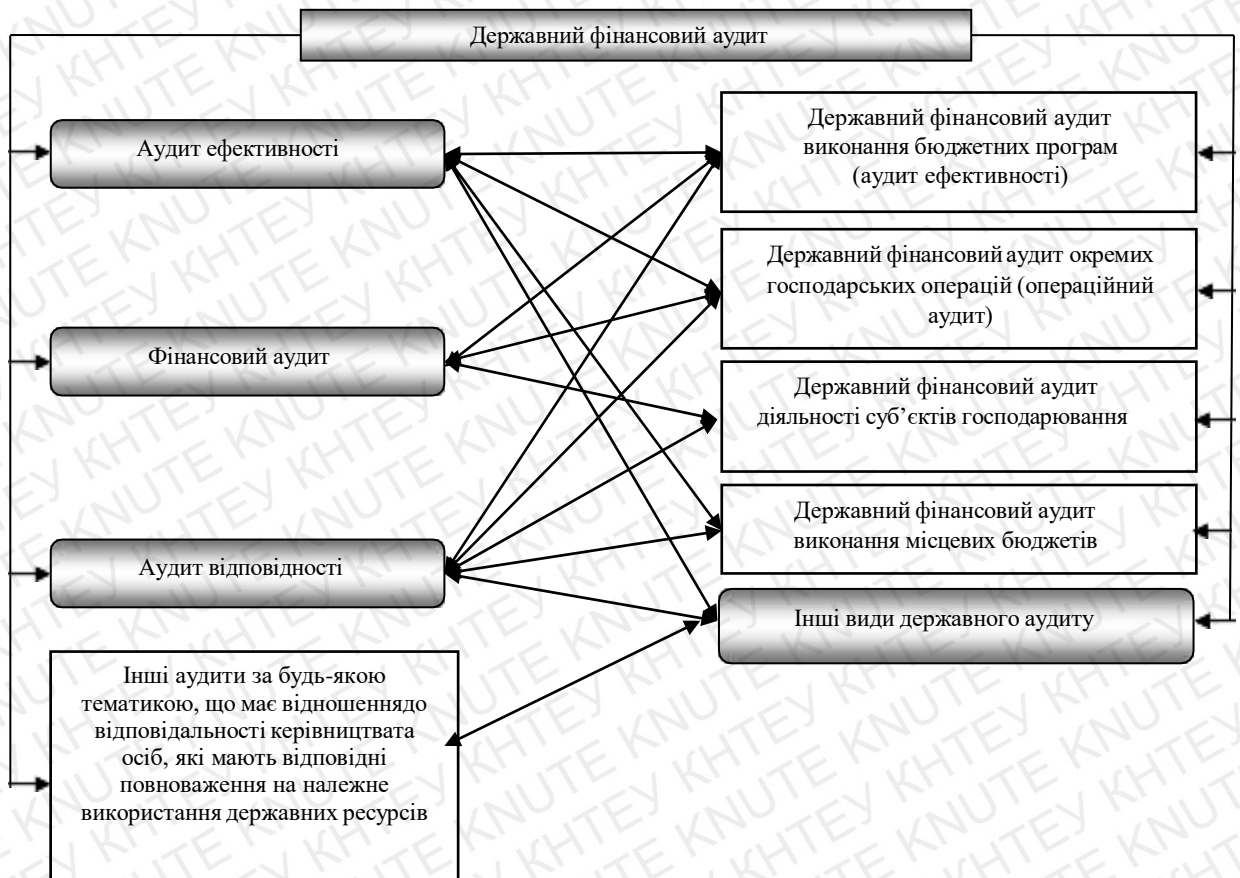 Державний фінансовий аудит
Аудит ефективності
Фінансовий аудит
Аудит відповідності
Інші аудити за будь-якою
тематикою, що має відношеннядо
відповідальності керівництвата
осіб, які мають відповідні
повноваження на належне
використання державних ресурсів
Державний фінансовий аудит
виконання бюджетних програм
(аудит ефективності)
Державний фінансовий аудит окремих
господарських операцій (операційний
аудит)
Державний фінансовий аудит
діяльності суб’єктів господарювання
Державний фінансовий аудит
виконання місцевих бюджетів
Інші види державного аудиту